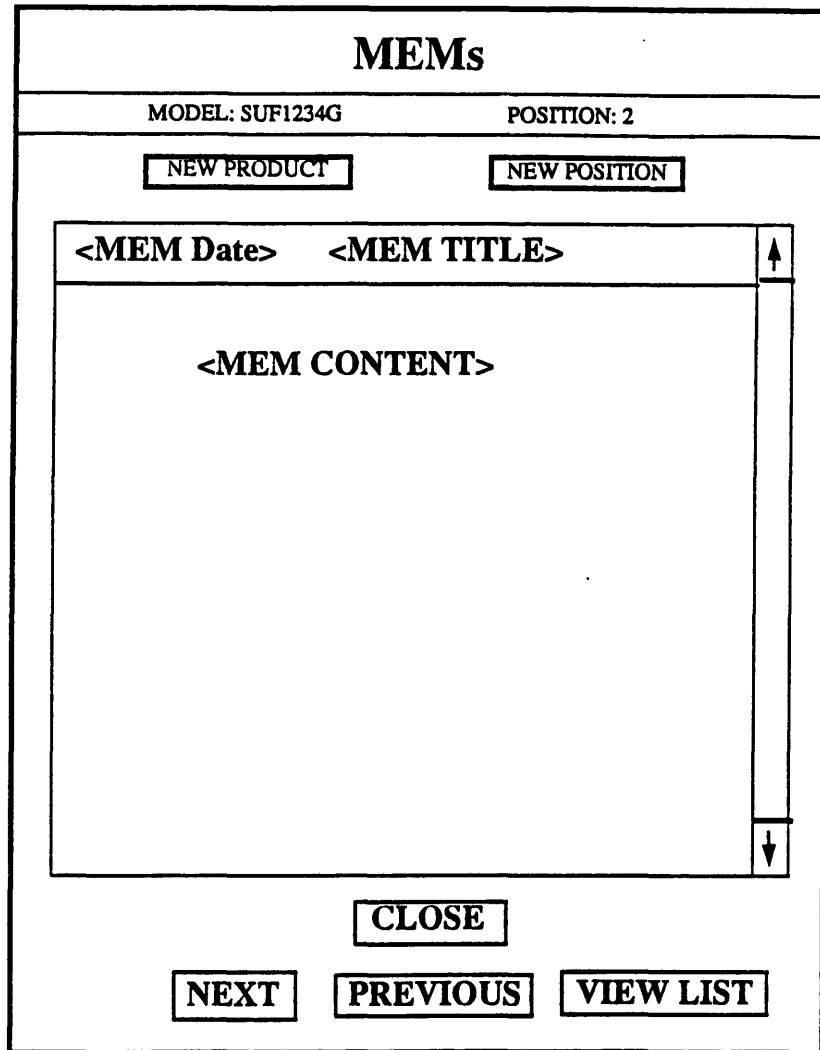 MEMs
MODEL: SUF1234G POSITION: 2
NEW PRODUCT NEW POSITION
<MEM Date> <MEM TITLE>
<MEM CONTENT>
CLOSE
NEXT PREVIOUS VIEW LIST